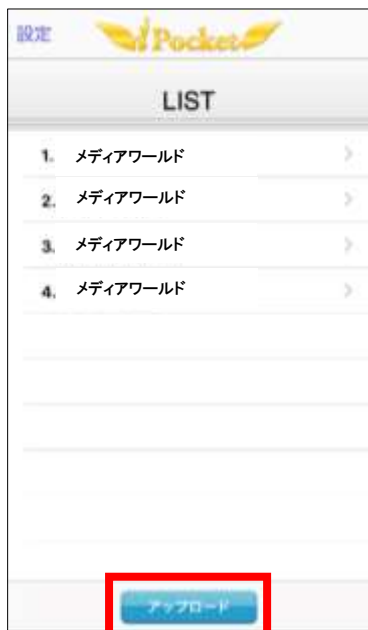 設定
Pocket
LIST
1. メディアワールド
2. メディアワールド
3. メディアワールド
4. メディアワールド
アップロード